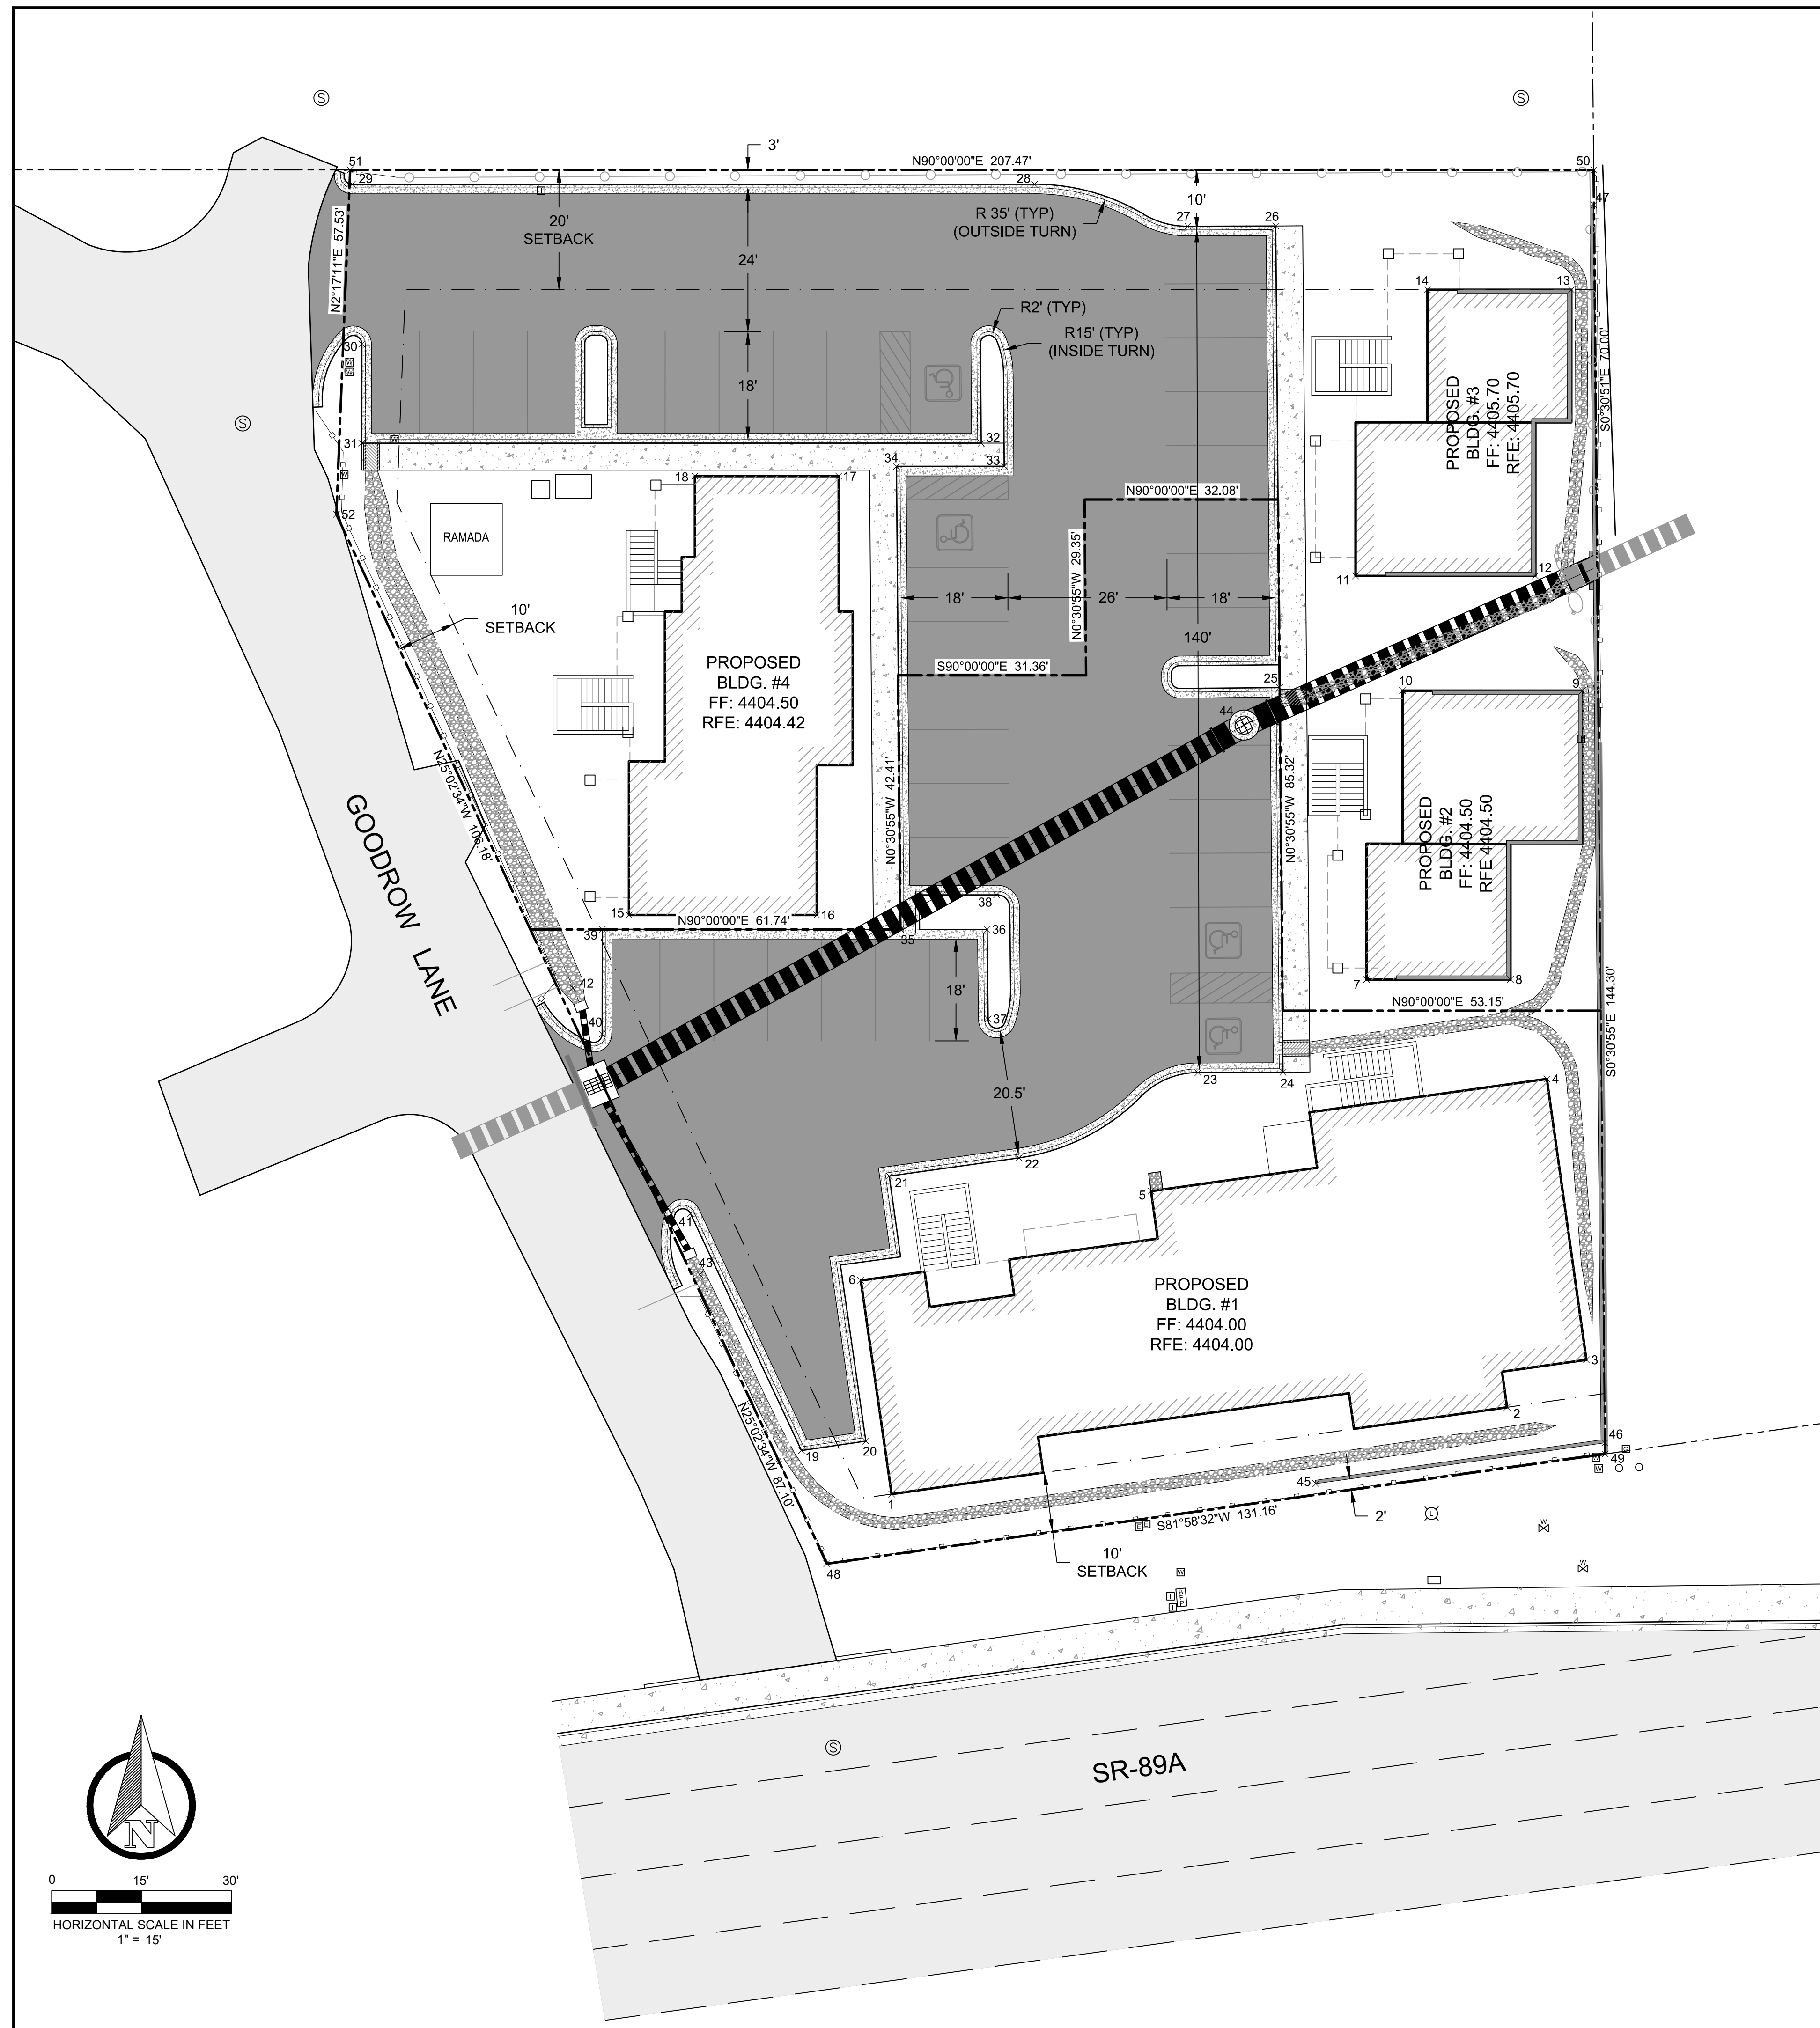 S
S
3'
51
N90°00'00"E 207.47'
50
29
28
47
10'
27
26
R 35' (TYP)
(OUTSIDE TURN)
20'
SETBACK
N2°17'11"E 57.53'
24'
14
13
R2' (TYP)
R15' (TYP)
(INSIDE TURN)
30
W
W
18'
S0°30'51"E 70.00'
PROPOSED
BLDG. #3
FF: 4405.70
RFE: 4405.70
S
31
W
32
34
33
W
18
17
N90°00'00"E 32.08'
52
RAMADA
N0°30'55"W 29.35'
11
12
18'
26'
18'
10'
SETBACK
140'
PROPOSED
BLDG. #4
FF: 4404.50
RFE: 4404.42
S90°00'00"E 31.36'
25
10
9
44
N25°02'34"W 106.18'
GOODROW LANE
N0°30'55"W 42.41'
N0°30'55"W 85.32'
PROPOSED
BLDG. #2
FF: 4404.50
RFE 4404.50
38
15
N90°00'00"E 61.74'
16
39
35
36
42
18'
7
8
N90°00'00"E 53.15'
40
37
S0°30'55"E 144.30'
23
24
4
20.5'
22
21
5
41
43
6
PROPOSED
BLDG. #1
FF: 4404.00
RFE: 4404.00
3
2
N25°02'34"W 87.10'
19
20
46
49
G
W
45
1
S81°58'32"W 131.16'
2'
L
W
10'
SETBACK
48
W
W
SR-89A
S
N
0 15' 30'
HORIZONTAL SCALE IN FEET
1" = 15'